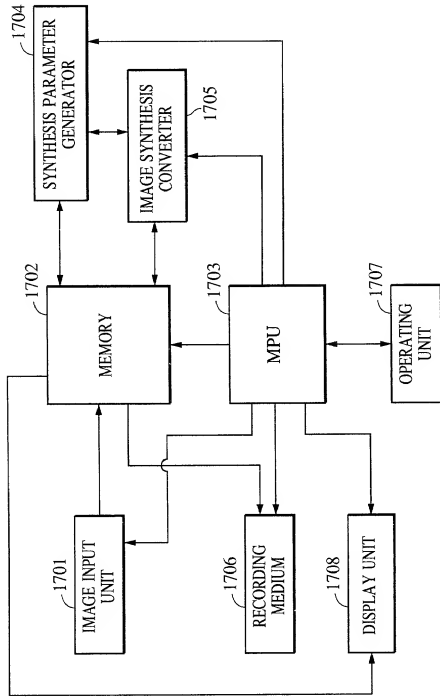 1701
IMAGE INPUT
UNIT
1702
MEMORY
1704
SYNTHESIS PARAMETER
GENERATOR
1705
IMAGE SYNTHESIS
CONVERTER
1706
RECORDING
MEDIUM
1703
MPU
1708
DISPLAY UNIT
1707
OPERATING
UNIT